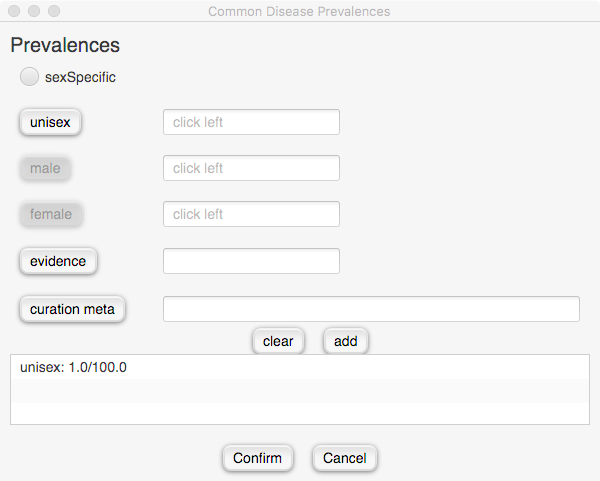 Common Disease Prevalences
Prevalences
sexSpecific
unisex click left
male click left
female click left
evidence
curation meta
clear add
unisex: 1.0/100.0
Confirm Cancel